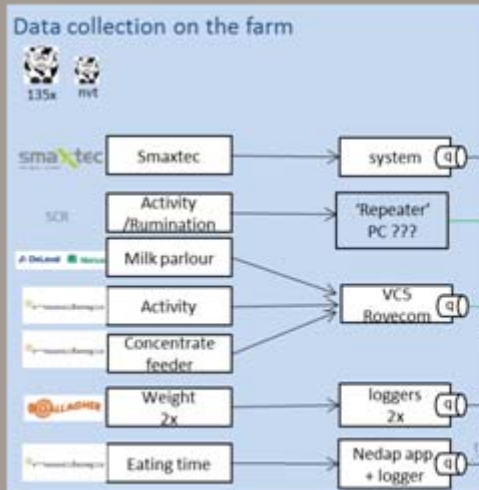 Data collection on the farm
135x nvt
smaXtec Smaxtec system q
SCR Activity /Rumination 'Repeater' PC ???
DeLaval Milk parlour
Activity VCS Rovecom q
Concentrate feeder
GALLAGHER Weight 2x loggers 2x q
Eating time Nedap app + logger q